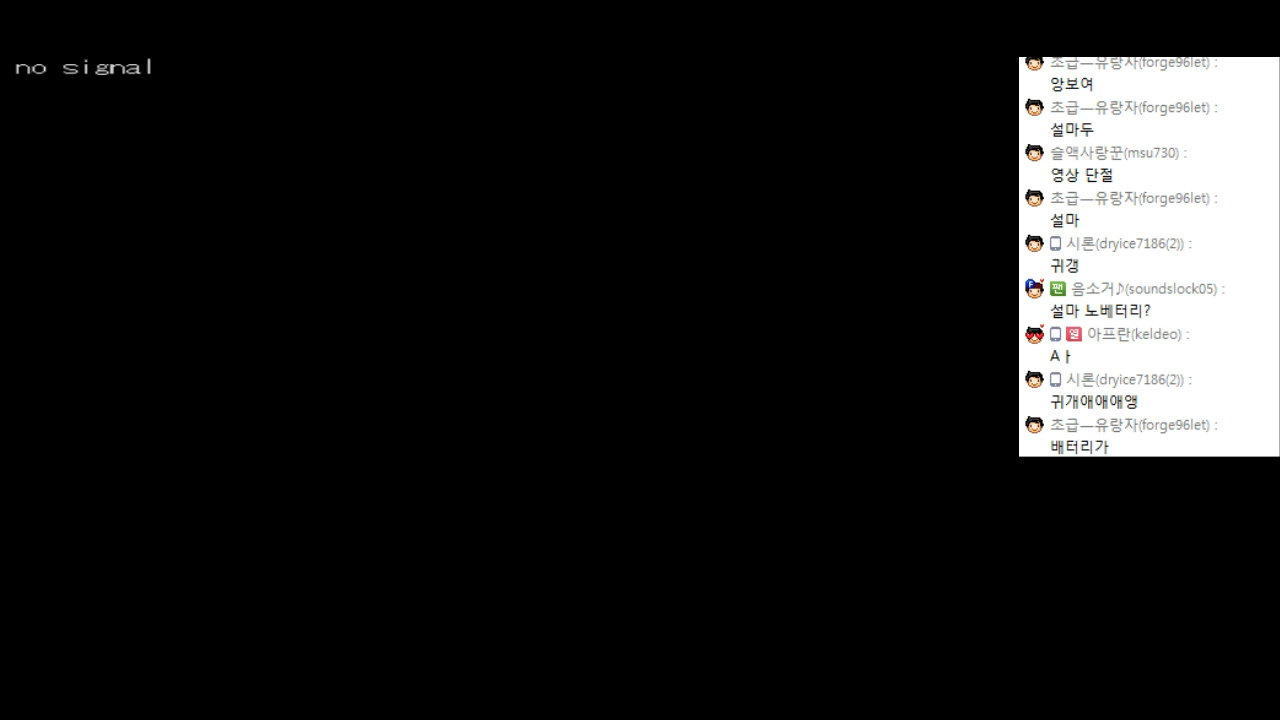 no signal
초급—유랑자(forge96let) :
앙보여
초급—유랑자(forge96let) :
설마두
슬액사랑꾼(msu730) :
영상 단절
초급—유랑자(forge96let) :
설마
시론(dryice7186(2)) :
귀갱
팬 음소거♪(soundslock05) :
설마 노베터리?
열 아프란(keldeo) :
Aㅏ
시론(dryice7186(2)) :
귀개애애애앵
초급—유랑자(forge96let) :
배터리가